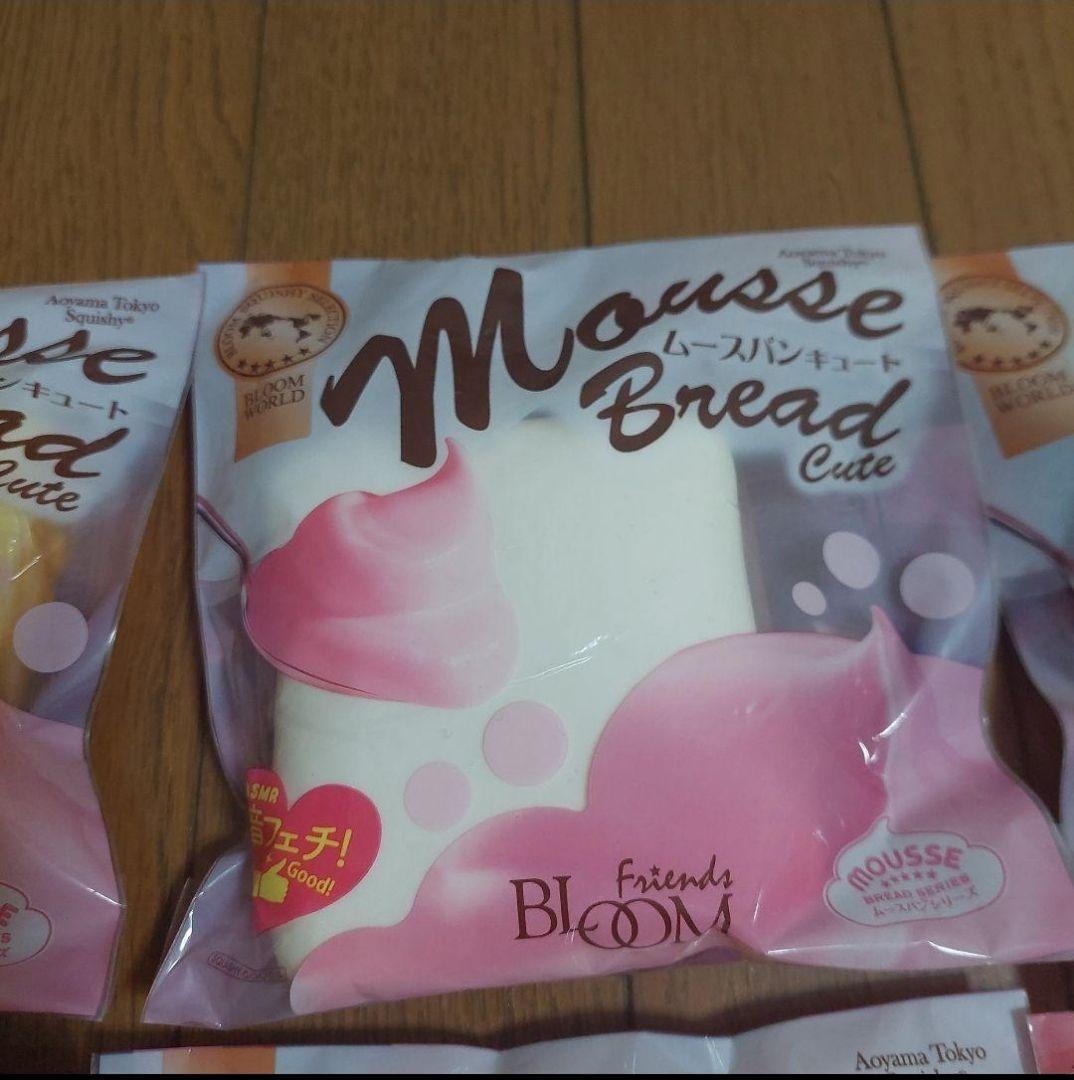 Aoyama Tokyo
Squishy®
sse
ンキュート
ad
Cute
BLOOM
WORLD
Aoyama Tokyo
Squishy®
Mousse
ムースパンキュート
Bread
Cute
ASMR
音フェチ!
Good!
Friends
BLOOM
MOUSSE
BREAD SERIES
ムースパンシリーズ
BLOOM
WORLD
Aoyama Tokyo